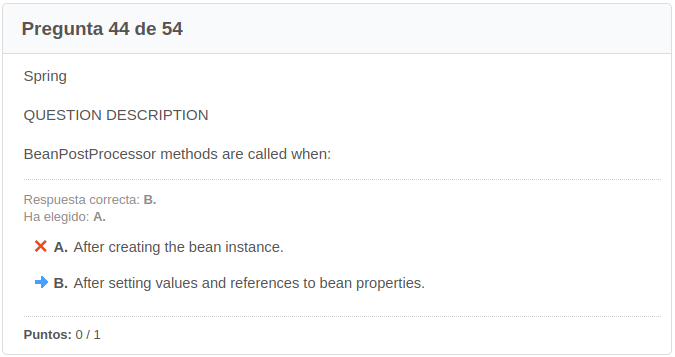 Pregunta 44 de 54
Spring
QUESTION DESCRIPTION
BeanPostProcessor methods are called when:
Respuesta correcta: B.
Ha elegido: A.
A. After creating the bean instance.
B. After setting values and references to bean properties.
Puntos: 0 / 1